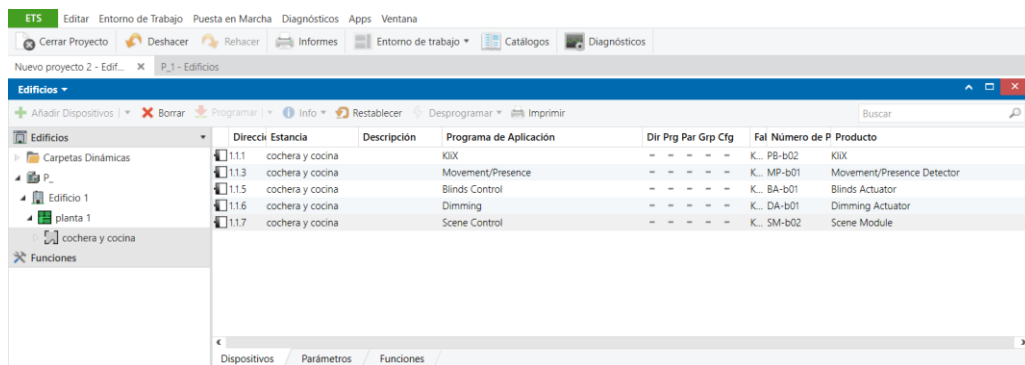 ETS Editar Entorno de Trabajo Puesta en Marcha Diagnósticos Apps Ventana
Cerrar Proyecto Deshacer Rehacer Informes Entorno de trabajo Catálogos Diagnósticos
Nuevo proyecto 2 - Edif... P_1 - Edificios
Edificios
Añadir Dispositivos Borrar Programar Info Restablecer Desprogramar Imprimir Buscar
Edificios Direcció Estancia Descripción Programa de Aplicación Dir Prg Par Grp Cfg Fal Número de P Producto
Carpetas Dinámicas 1.1.1 cochera y cocina KliX - - - - - K... PB-b02 KliX
P_ 1.1.3 cochera y cocina Movement/Presence - - - - - K... MP-b01 Movement/Presence Detector
Edificio 1 1.1.5 cochera y cocina Blinds Control - - - - - K... BA-b01 Blinds Actuator
planta 1 1.1.6 cochera y cocina Dimming - - - - - K... DA-b01 Dimming Actuator
cochera y cocina 1.1.7 cochera y cocina Scene Control - - - - - K... SM-b02 Scene Module
Funciones
Dispositivos Parámetros Funciones